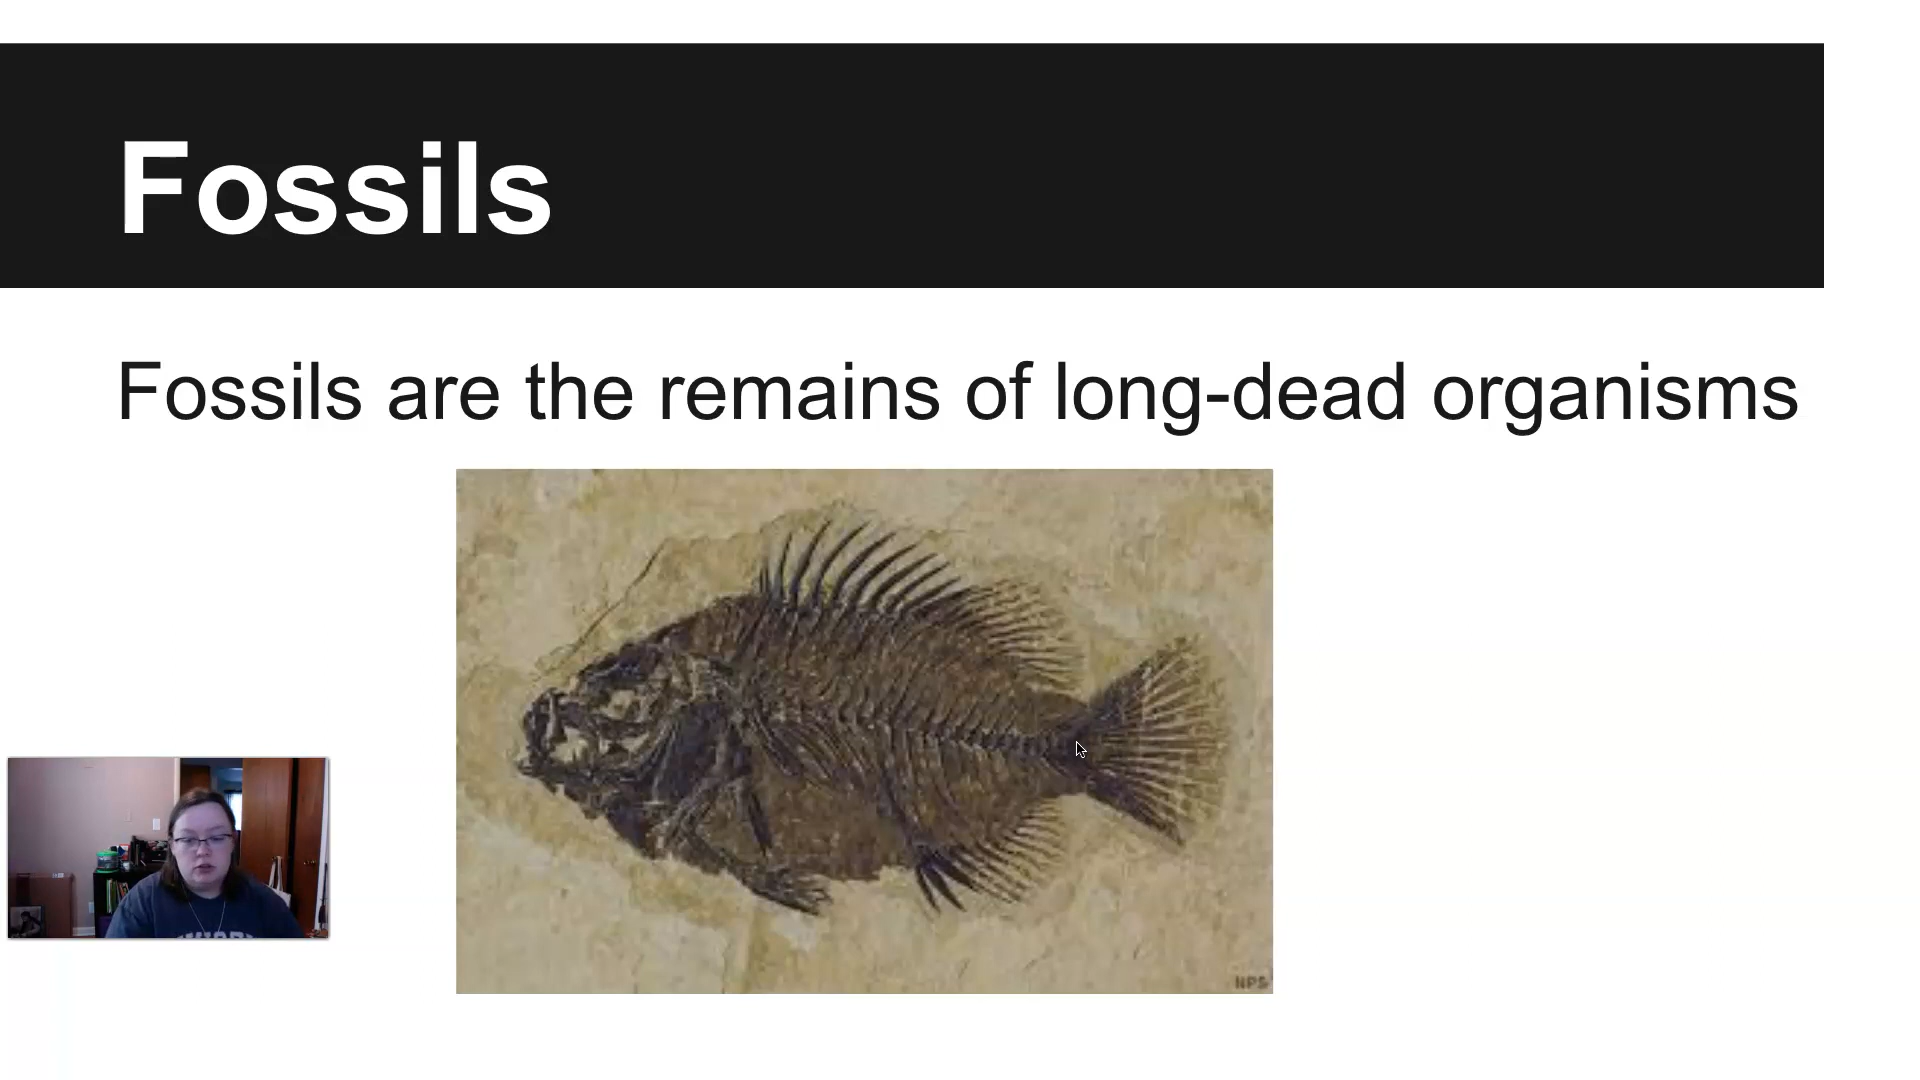 Fossils
Fossils are the remains of long-dead organisms
NPS